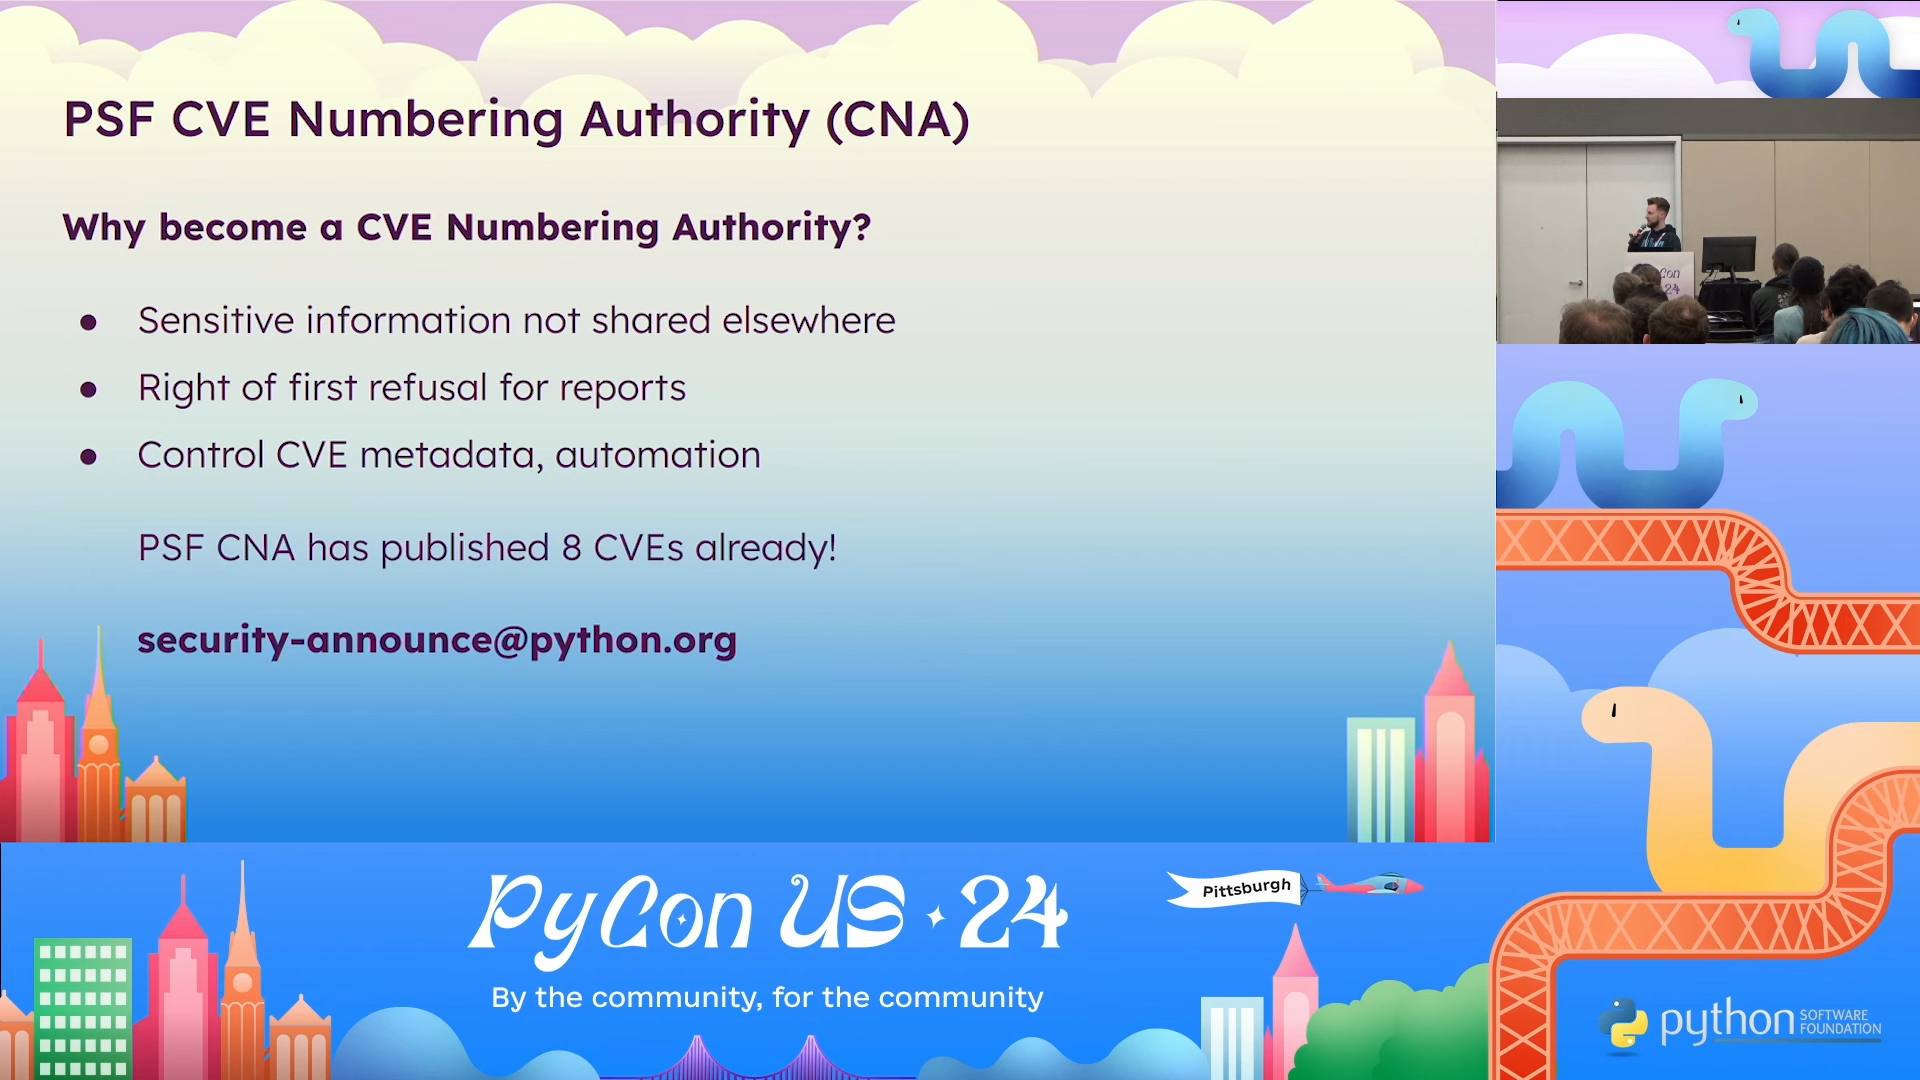 PSF CVE Numbering Authority (CNA)
Why become a CVE Numbering Authority?
● Sensitive information not shared elsewhere
● Right of first refusal for reports
● Control CVE metadata, automation
PSF CNA has published 8 CVEs already!
security-announce@python.org
Con
24
PyCon US 24
Pittsburgh
By the community, for the community
python SOFTWARE
FOUNDATION